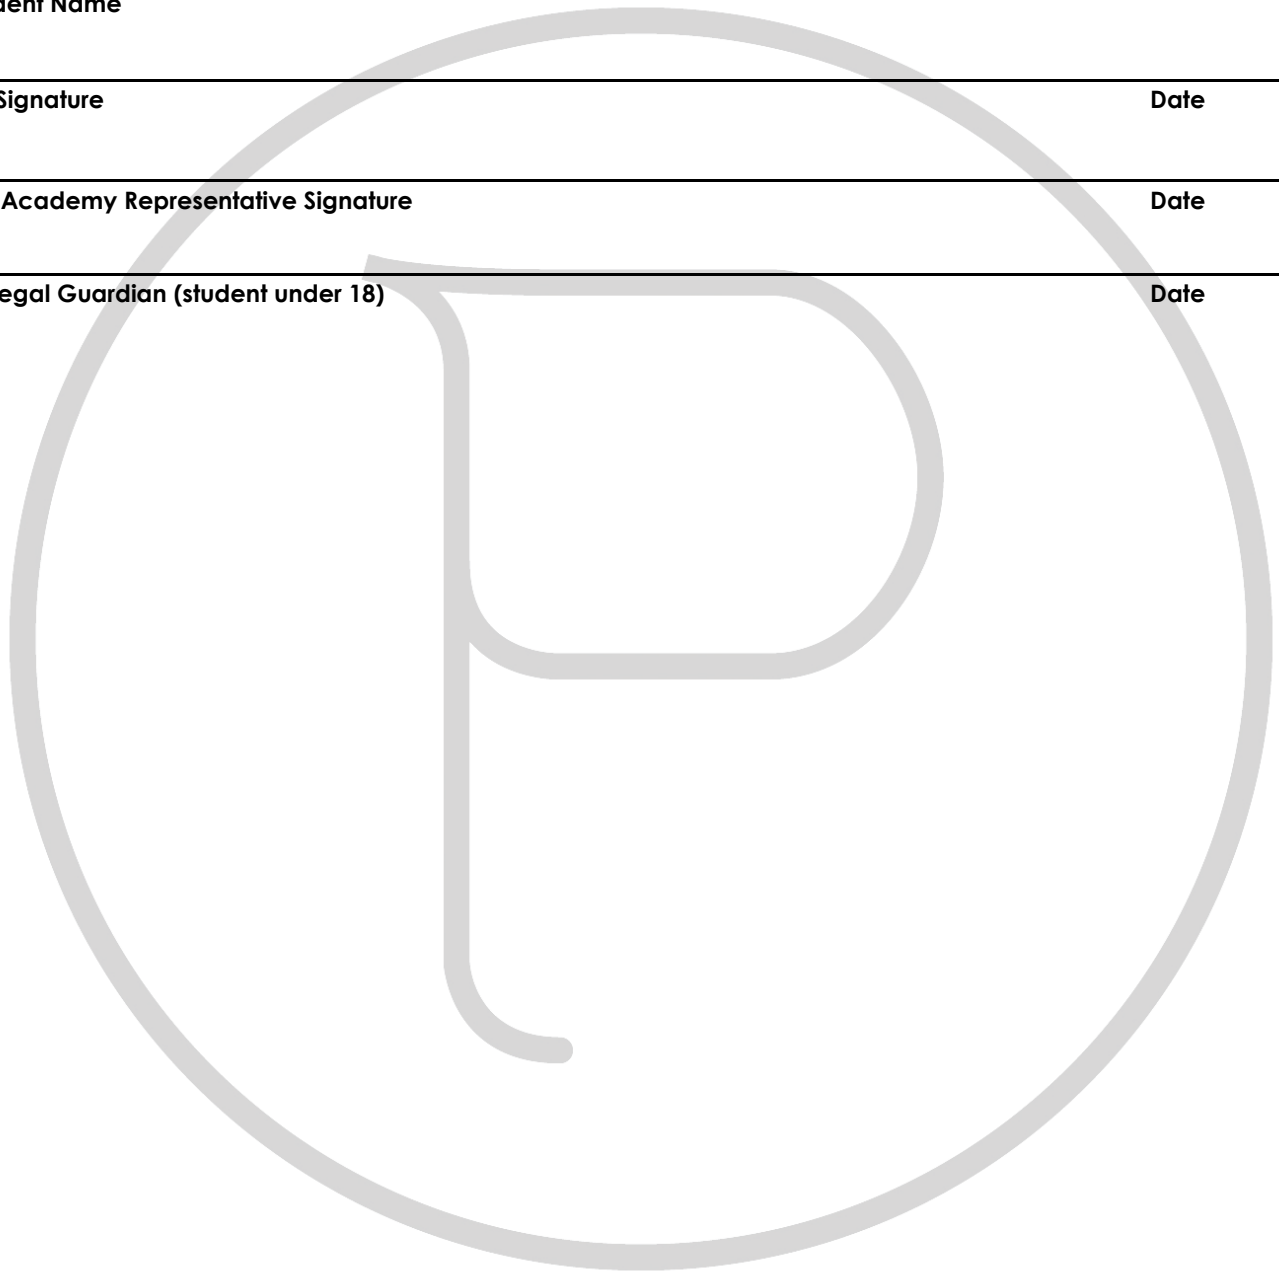 dent Name
Signature Date
Academy Representative Signature Date
egal Guardian (student under 18) Date
P